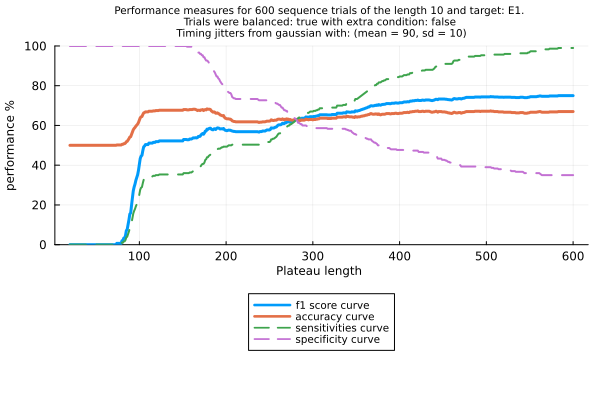 Performance measures for 600 sequence trials of the length 10 and target: E1.
Trials were balanced: true with extra condition: false
Timing jitters from gaussian with: (mean = 90, sd = 10)
100
80
60
40
20
0
performance %
100 200 300 400 500 600
Plateau length
f1 score curve
accuracy curve
sensitivities curve
specificity curve